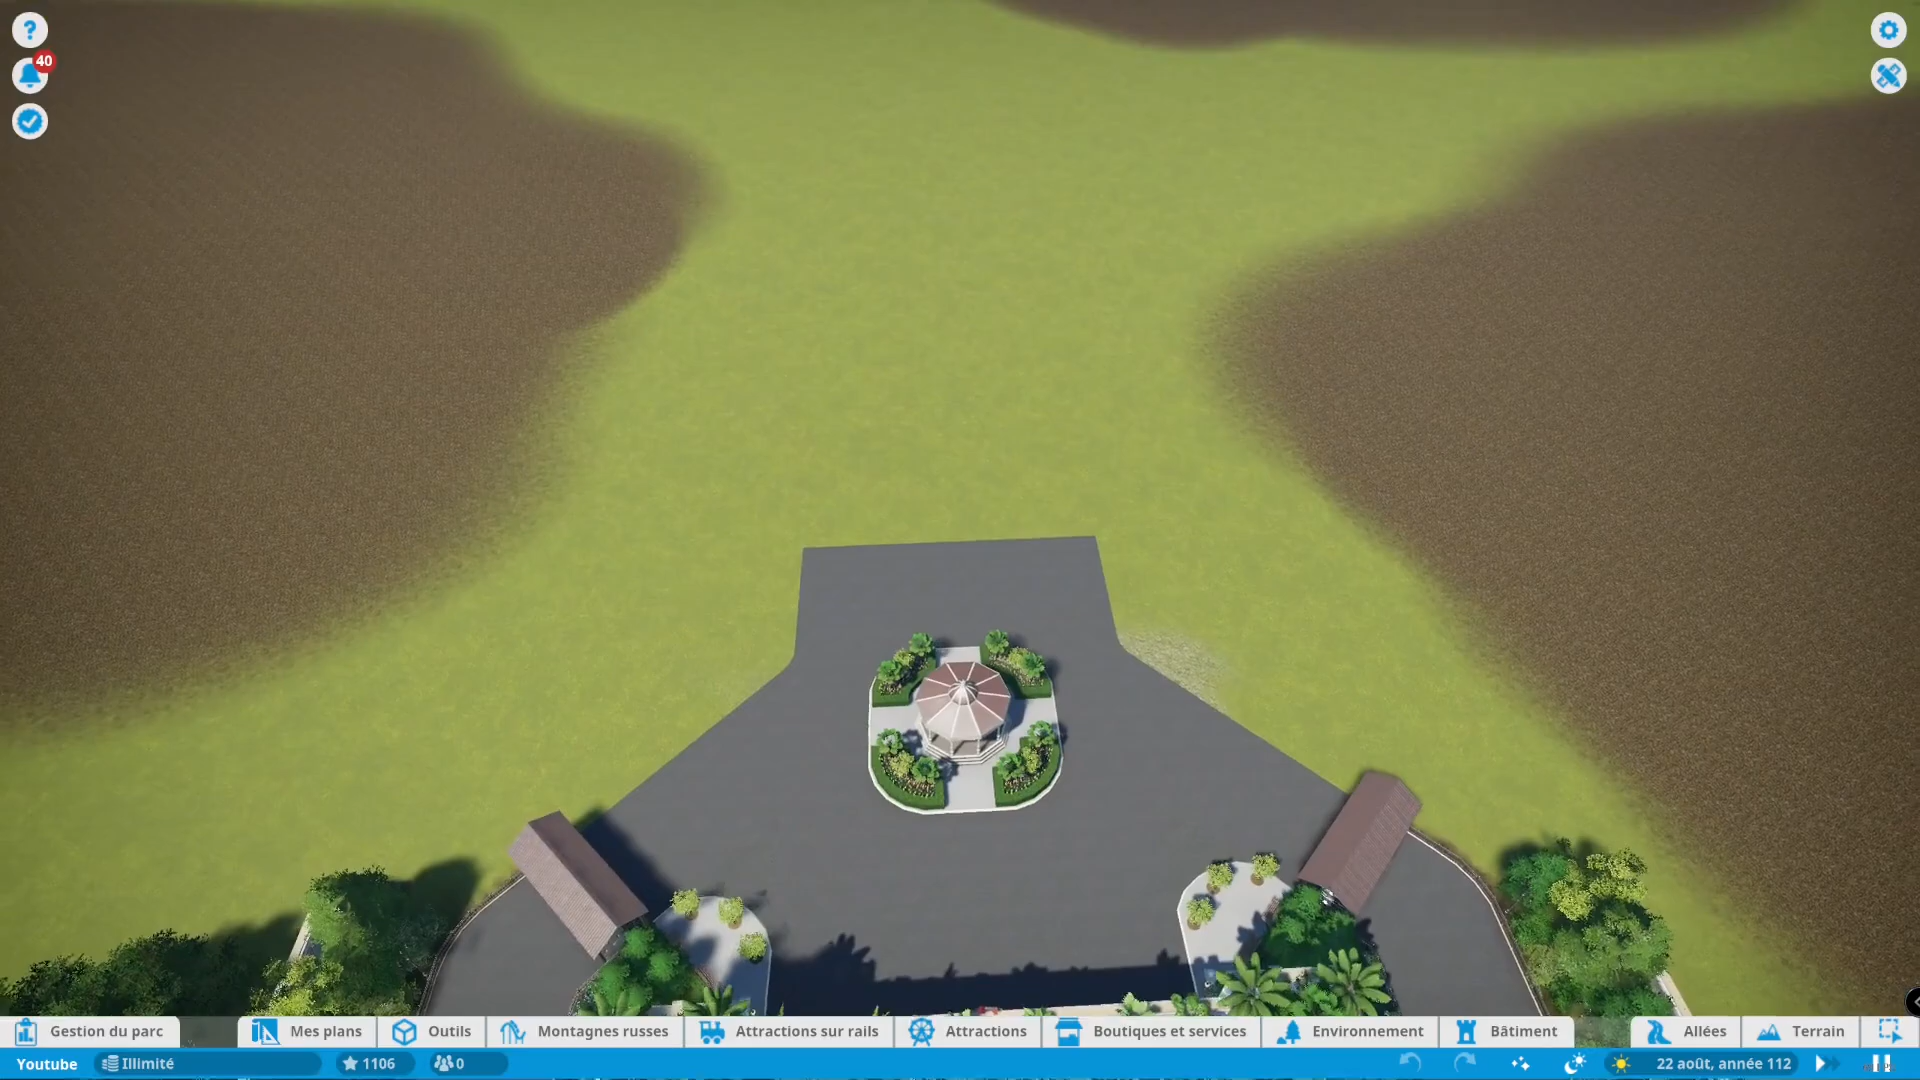 ?
40
Gestion du parc
Mes plans
Outils
Montagnes russes
Attractions sur rails
Attractions
Boutiques et services
Environnement
Bâtiment
Allées
Terrain
Youtube
Illimité
1106
0
22 août, année 112